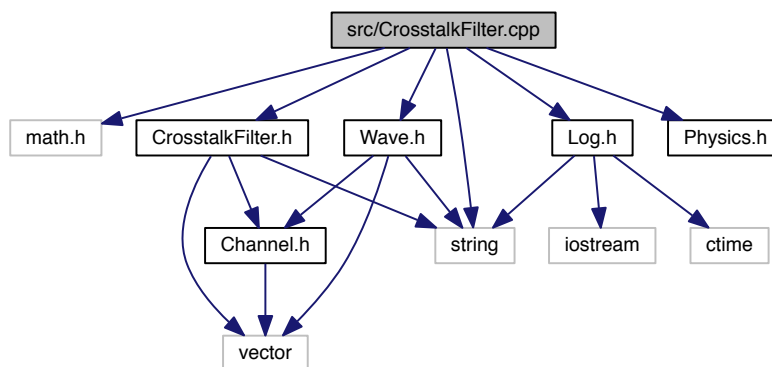 src/CrosstalkFilter.cpp
math.h
CrosstalkFilter.h
Wave.h
Log.h
Physics.h
Channel.h
string
iostream
ctime
vector